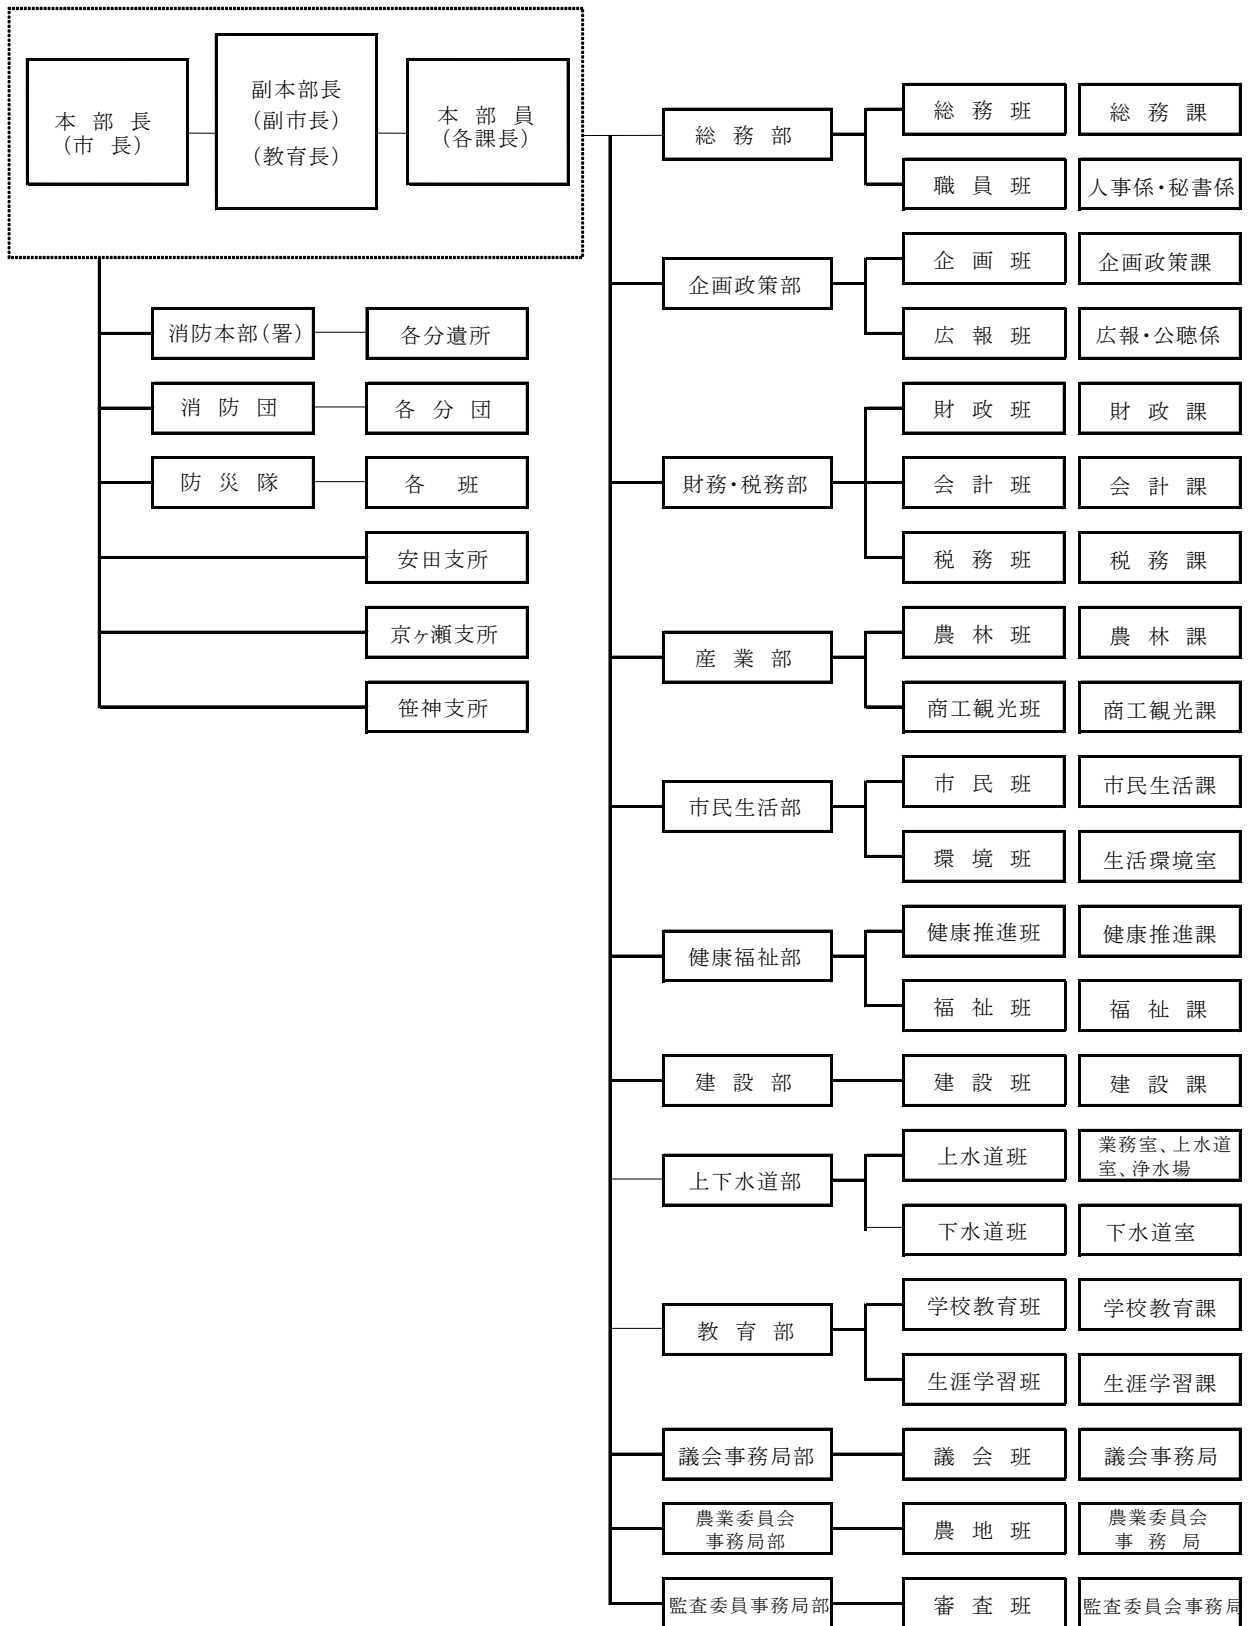 本部長
(市長)
副本部長
(副市長)
(教育長)
本部員
(各課長)
消防本部(署)
各分遺所
消防団
各分団
防災隊
各班
安田支所
京ヶ瀬支所
笹神支所
総務部
総務班
総務課
職員班
人事係・秘書係
企画政策部
企画班
企画政策課
広報班
広報・公聴係
財務・税務部
財政班
財政課
会計班
会計課
税務班
税務課
産業部
農林班
農林課
商工観光班
商工観光課
市民生活部
市民班
市民生活課
環境班
生活環境室
健康福祉部
健康推進班
健康推進課
福祉班
福祉課
建設部
建設班
建設課
上下水道部
上水道班
業務室、上水道
室、浄水場
下水道班
下水道室
教育部
学校教育班
学校教育課
生涯学習班
生涯学習課
議会事務局部
議会班
議会事務局
農業委員会
事務局部
農地班
農業委員会
事務局
監査委員事務局部
審査班
監査委員会事務局